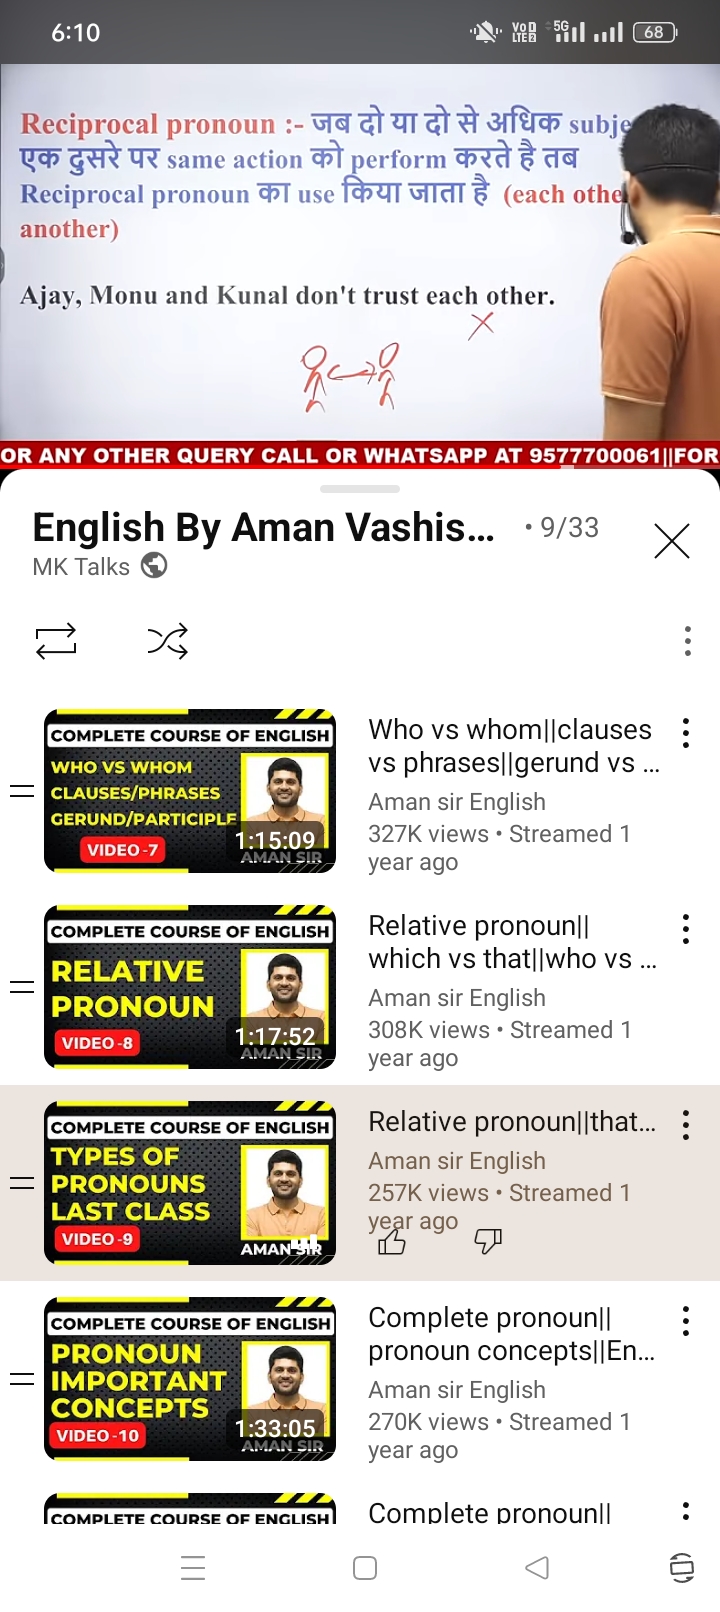 6:10
VoD LTE2 5G 68
Reciprocal pronoun :- जब दो या दो से अधिक subje
एक दुसरे पर same action को perform करते है तब
Reciprocal pronoun का use किया जाता है (each othe
another)
Ajay, Monu and Kunal don't trust each other.
OR ANY OTHER QUERY CALL OR WHATSAPP AT 9577700061||FOR
English By Aman Vashis... • 9/33
MK Talks
COMPLETE COURSE OF ENGLISH
WHO VS WHOM
CLAUSES/PHRASES
GERUND/PARTICIPLE
VIDEO-7
1:15:09
AMAN SIR
Who vs whom||clauses
vs phrases||gerund vs ...
Aman sir English
327K views • Streamed 1
year ago
COMPLETE COURSE OF ENGLISH
RELATIVE
PRONOUN
VIDEO-8
1:17:52
AMAN SIR
Relative pronoun||
which vs that||who vs ...
Aman sir English
308K views • Streamed 1
year ago
COMPLETE COURSE OF ENGLISH
TYPES OF
PRONOUNS
LAST CLASS
VIDEO-9
AMAN SIR
Relative pronoun||that...
Aman sir English
257K views • Streamed 1
year ago
COMPLETE COURSE OF ENGLISH
PRONOUN
IMPORTANT
CONCEPTS
VIDEO-10
1:33:05
AMAN SIR
Complete pronoun||
pronoun concepts||En...
Aman sir English
270K views • Streamed 1
year ago
COMPLETE COURSE OF ENGLISH
Complete pronoun||